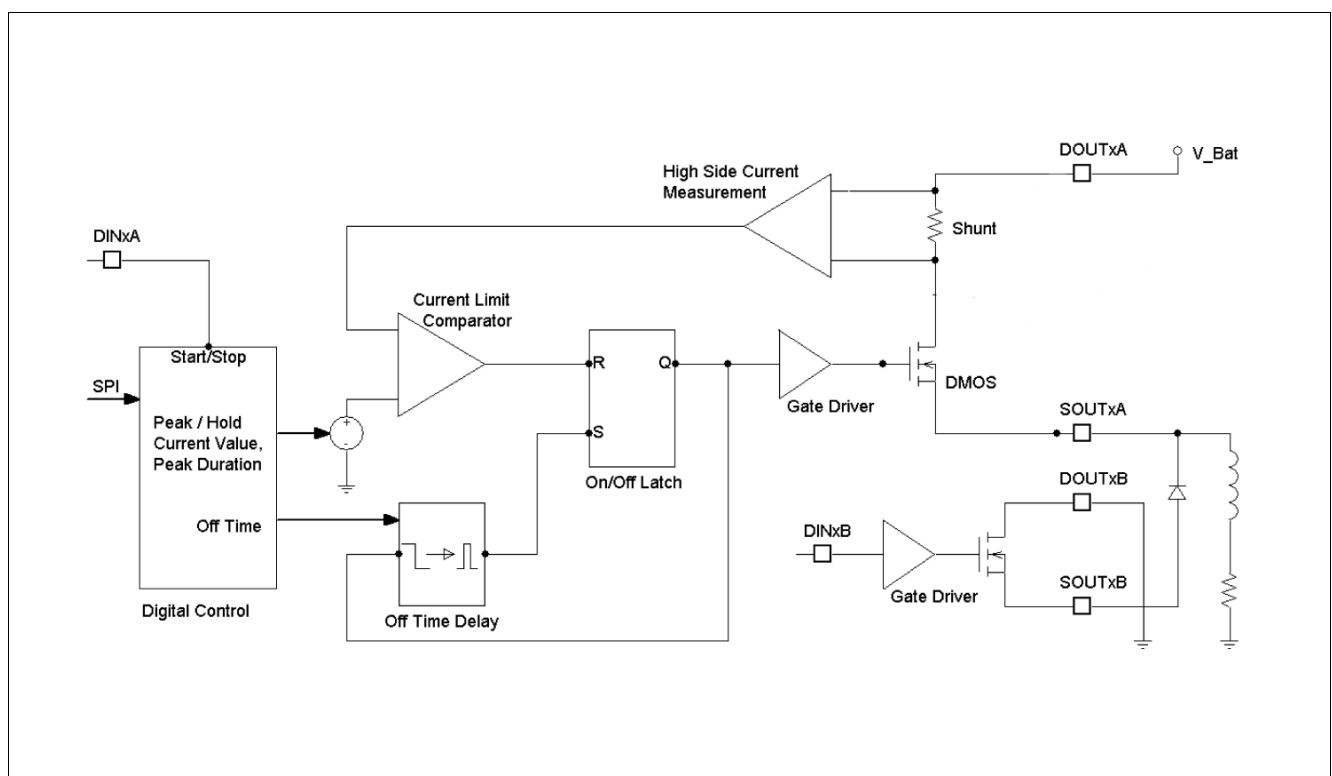 DOUTxA
V_Bat
High Side Current
Measurement
Shunt
DINxA
Current Limit
Comparator
Start/Stop
R
Q
SPI
DMOS
Gate Driver
Peak / Hold
Current Value,
Peak Duration
+
-
S
SOUTxA
On/Off Latch
DOUTxB
Off Time
DINxB
SOUTxB
Gate Driver
Digital Control
Off Time Delay